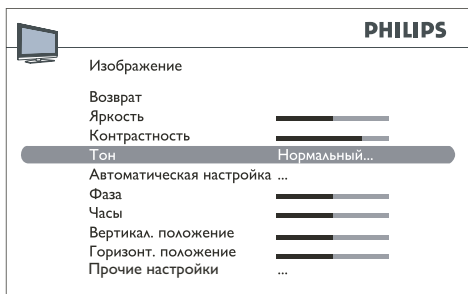 PHILIPS
Изображение
Возврат
Яркость
Контрастность
Тон Нормальный...
Автоматическая настройка ...
Фаза
Часы
Вертикал. положение
Горизонт. положение
Прочие настройки ...